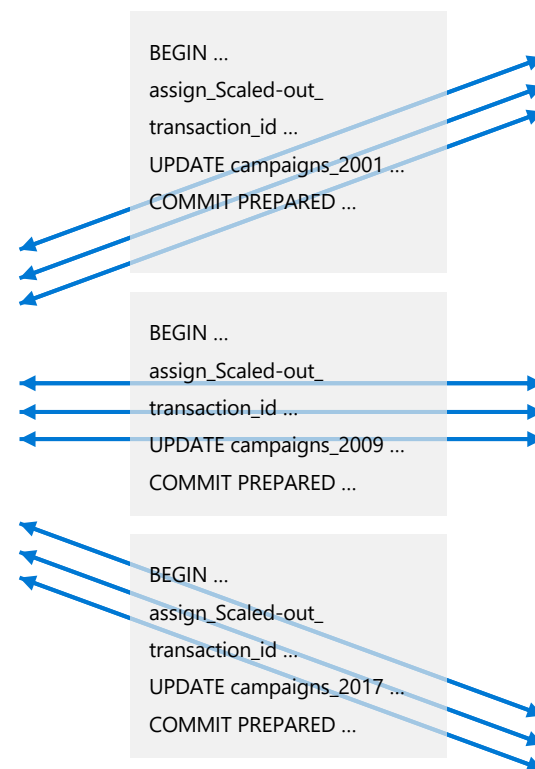 BEGIN …
assign_Scaled-out_
transaction_id …
UPDATE campaigns_2001 …
COMMIT PREPARED …
BEGIN …
assign_Scaled-out_
transaction_id …
UPDATE campaigns_2009 …
COMMIT PREPARED …
BEGIN …
assign_Scaled-out_
transaction_id …
UPDATE campaigns_2017 …
COMMIT PREPARED …